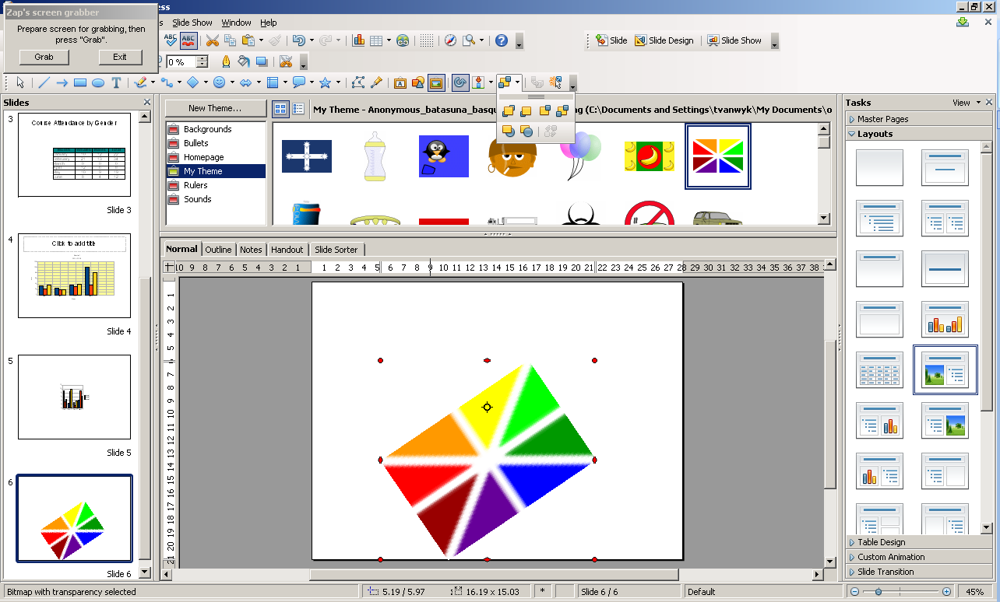 Zap's screen grabber
ess
Prepare screen for grabbing, then
press "Grab".
Grab Exit
s Slide Show Window Help
ABC ABC Slide Slide Design Slide Show
0 %
Slides
Tasks View
New Theme...
My Theme - Anonymous_batasuna_basqu g (C:\Documents and Settings\tvanwyk\My Documents\o
Backgrounds
Bullets
Homepage
My Theme
Rulers
Sounds
Master Pages
Layouts
3
Course Attendance by Gender
Slide 3
4
Click to add title
Slide 4
5
Slide 5
6
Slide 6
Normal Outline Notes Handout Slide Sorter
10 9 8 7 6 5 4 3 2 1 1 2 3 4 5 6 7 8 9 10 11 12 13 14 15 16 17 18 19 20 21 22 23 24 25 26 27 28 29 30 31 32 33 34 35 36 37 38
1
2
3
4
5
7
8
9
10
11
12
13
14
15
16
17
18
19
20
21
Table Design
Custom Animation
Slide Transition
Bitmap with transparency selected 5.19 / 5.97 16.19 x 15.03 * Slide 6 / 6 Default 45%